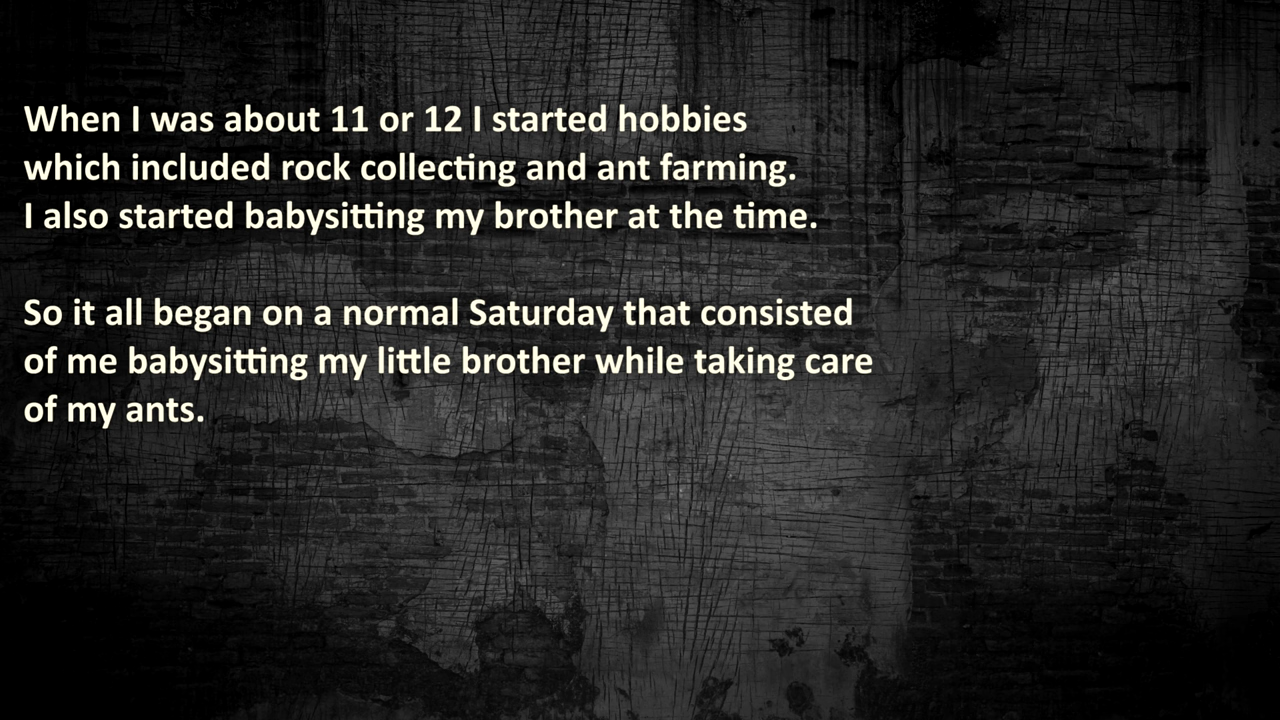 When I was about 11 or 12 I started hobbies
which included rock collecting and ant farming.
I also started babysitting my brother at the time.
So it all began on a normal Saturday that consisted
of me babysitting my little brother while taking care
of my ants.